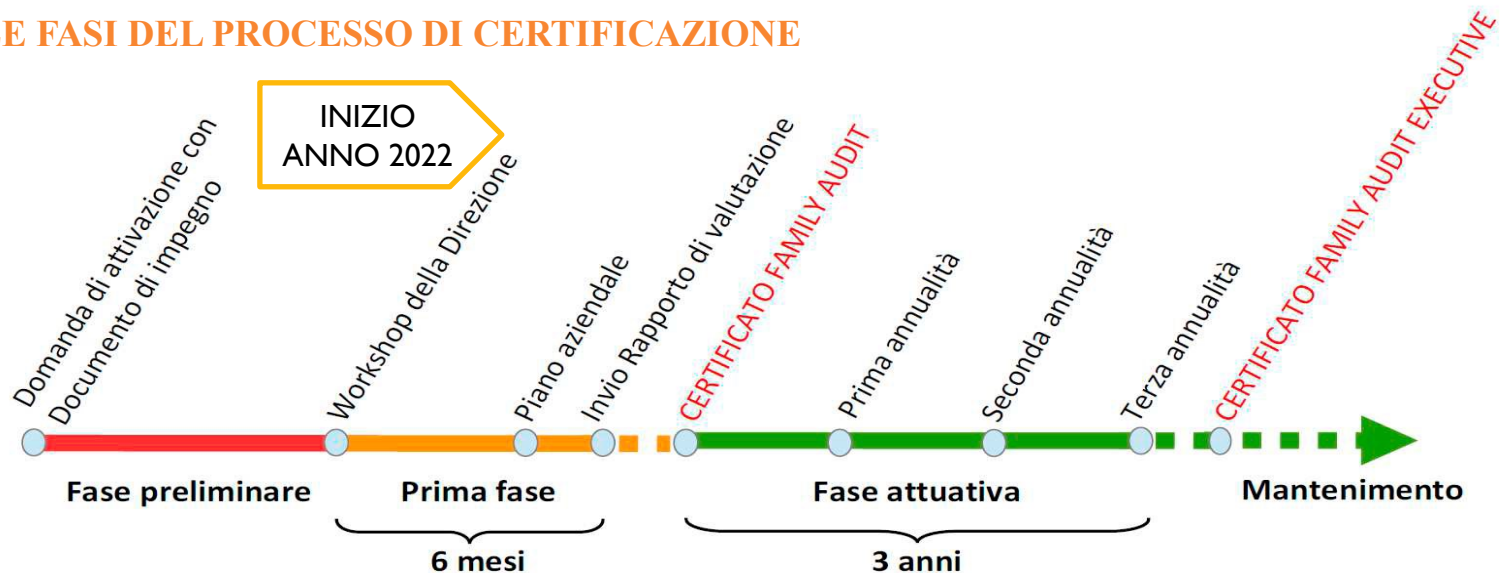 E FASI DEL PROCESSO DI CERTIFICAZIONE
INIZIO
ANNO 2022
Domanda di attivazione con
Documento di impegno
Workshop della Direzione
Piano aziendale
Invio Rapporto di valutazione
CERTIFICATO FAMILY AUDIT
Prima annualità
Seconda annualità
Terza annualità
CERTIFICATO FAMILY AUDIT EXECUTIVE
Fase preliminare
Prima fase
Fase attuativa
Mantenimento
6 mesi
3 anni